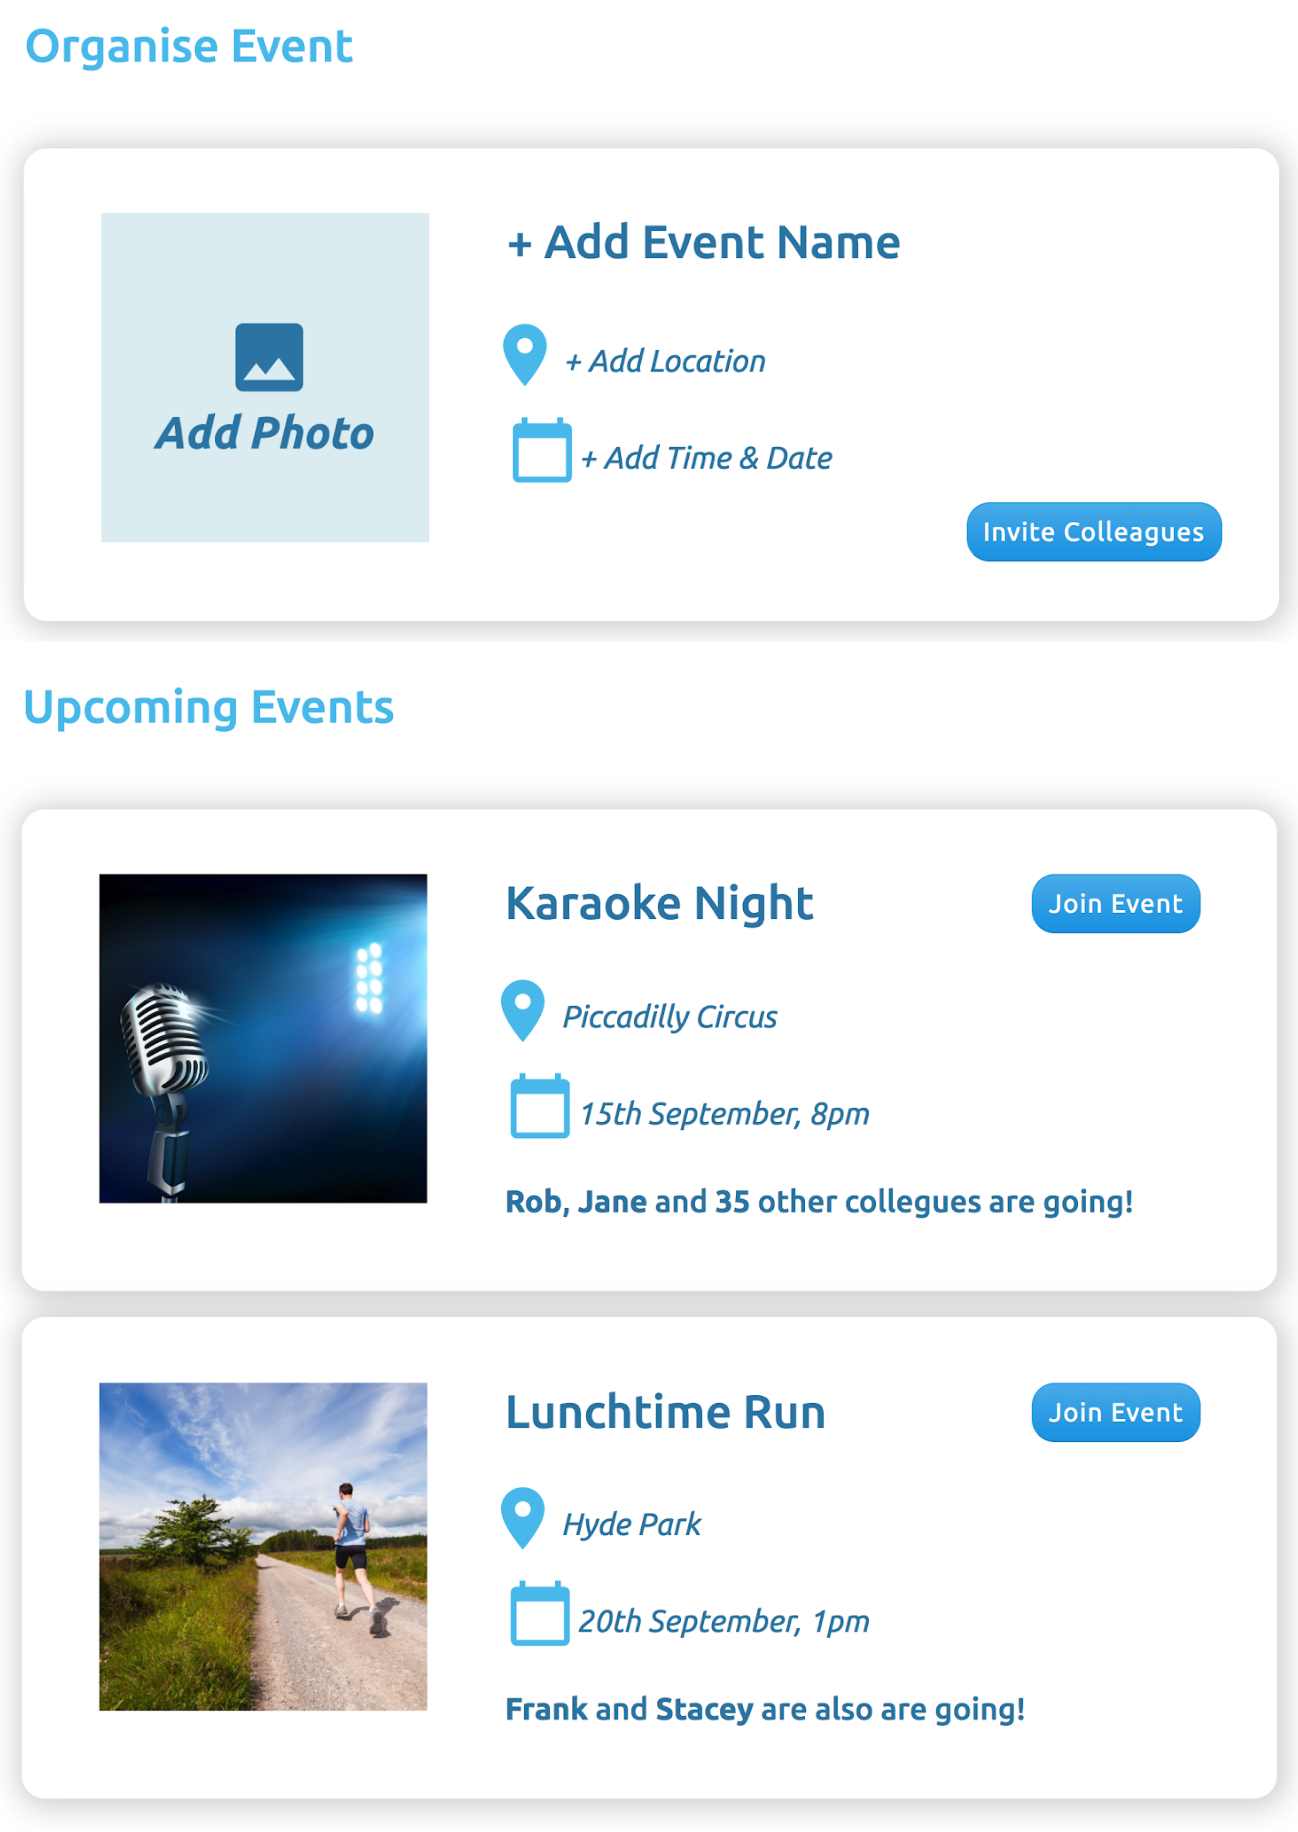 Organise Event
+ Add Event Name
+ Add Location
Add Photo
+ Add Time & Date
Invite Colleagues
Upcoming Events
Karaoke Night
Join Event
Piccadilly Circus
15th September, 8pm
Rob, Jane and 35 other collegues are going!
Lunchtime Run
Join Event
Hyde Park
20th September, 1pm
Frank and Stacey are also are going!